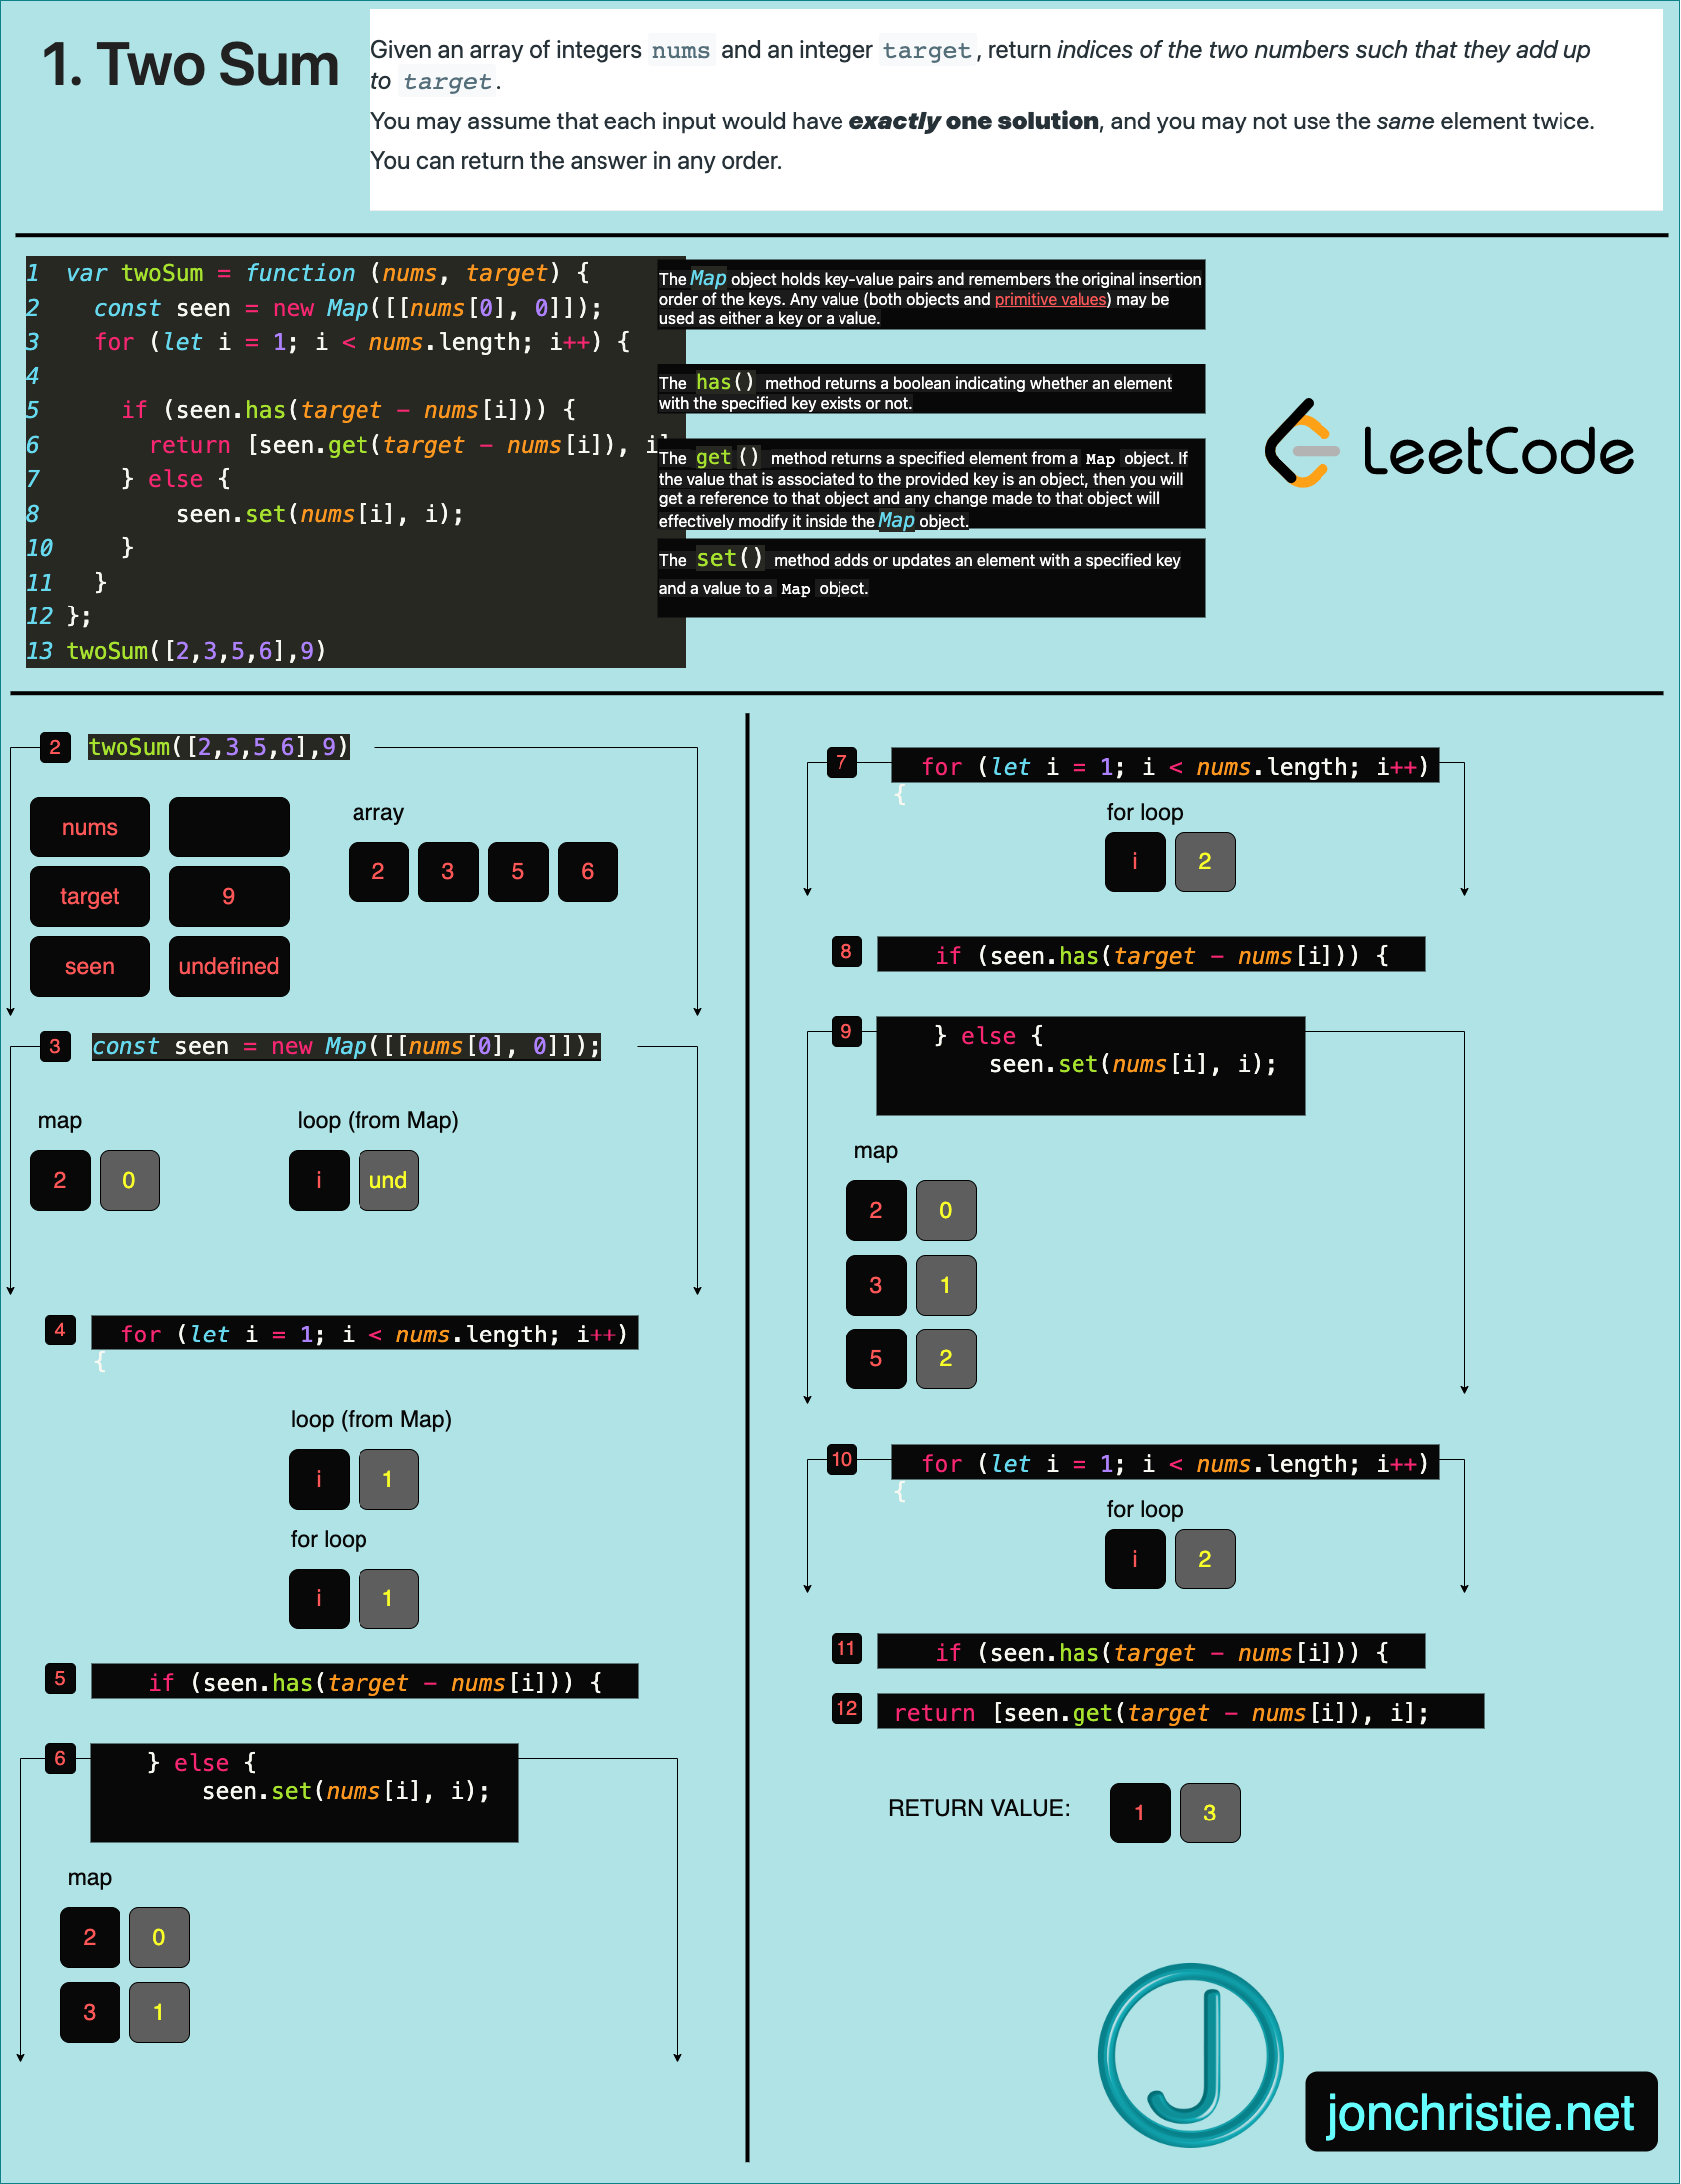 1. Two Sum
Given an array of integers nums and an integer target, return indices of the two numbers such that they add up
to target.
You may assume that each input would have exactly one solution, and you may not use the same element twice.
You can return the answer in any order.
1 var twoSum = function (nums, target) {
2 const seen = new Map([[nums[0], 0]]);
3 for (let i = 1; i < nums.length; i++) {
4
5 if (seen.has(target - nums[i])) {
6 return [seen.get(target - nums[i]), i]
7 } else {
8 seen.set(nums[i], i);
10 }
11 }
12 };
13 twoSum([2,3,5,6],9)
The Map object holds key-value pairs and remembers the original insertion
order of the keys. Any value (both objects and primitive values) may be
used as either a key or a value.
The has() method returns a boolean indicating whether an element
with the specified key exists or not.
The get() method returns a specified element from a Map object. If
the value that is associated to the provided key is an object, then you will
get a reference to that object and any change made to that object will
effectively modify it inside the Map object.
The set() method adds or updates an element with a specified key
and a value to a Map object.
LeetCode
2 twoSum([2,3,5,6],9)
nums
target 9
seen undefined
array
2 3 5 6
3 const seen = new Map([[nums[0], 0]]);
map
2 0
loop (from Map)
i und
4 for (let i = 1; i < nums.length; i++)
{
loop (from Map)
i 1
for loop
i 1
5 if (seen.has(target - nums[i])) {
6 } else {
seen.set(nums[i], i);
map
2 0
3 1
7 for (let i = 1; i < nums.length; i++)
{
for loop
i 2
8 if (seen.has(target - nums[i])) {
9 } else {
seen.set(nums[i], i);
map
2 0
3 1
5 2
10 for (let i = 1; i < nums.length; i++)
{
for loop
i 2
11 if (seen.has(target - nums[i])) {
12 return [seen.get(target - nums[i]), i];
RETURN VALUE: 1 3
J
jonchristie.net